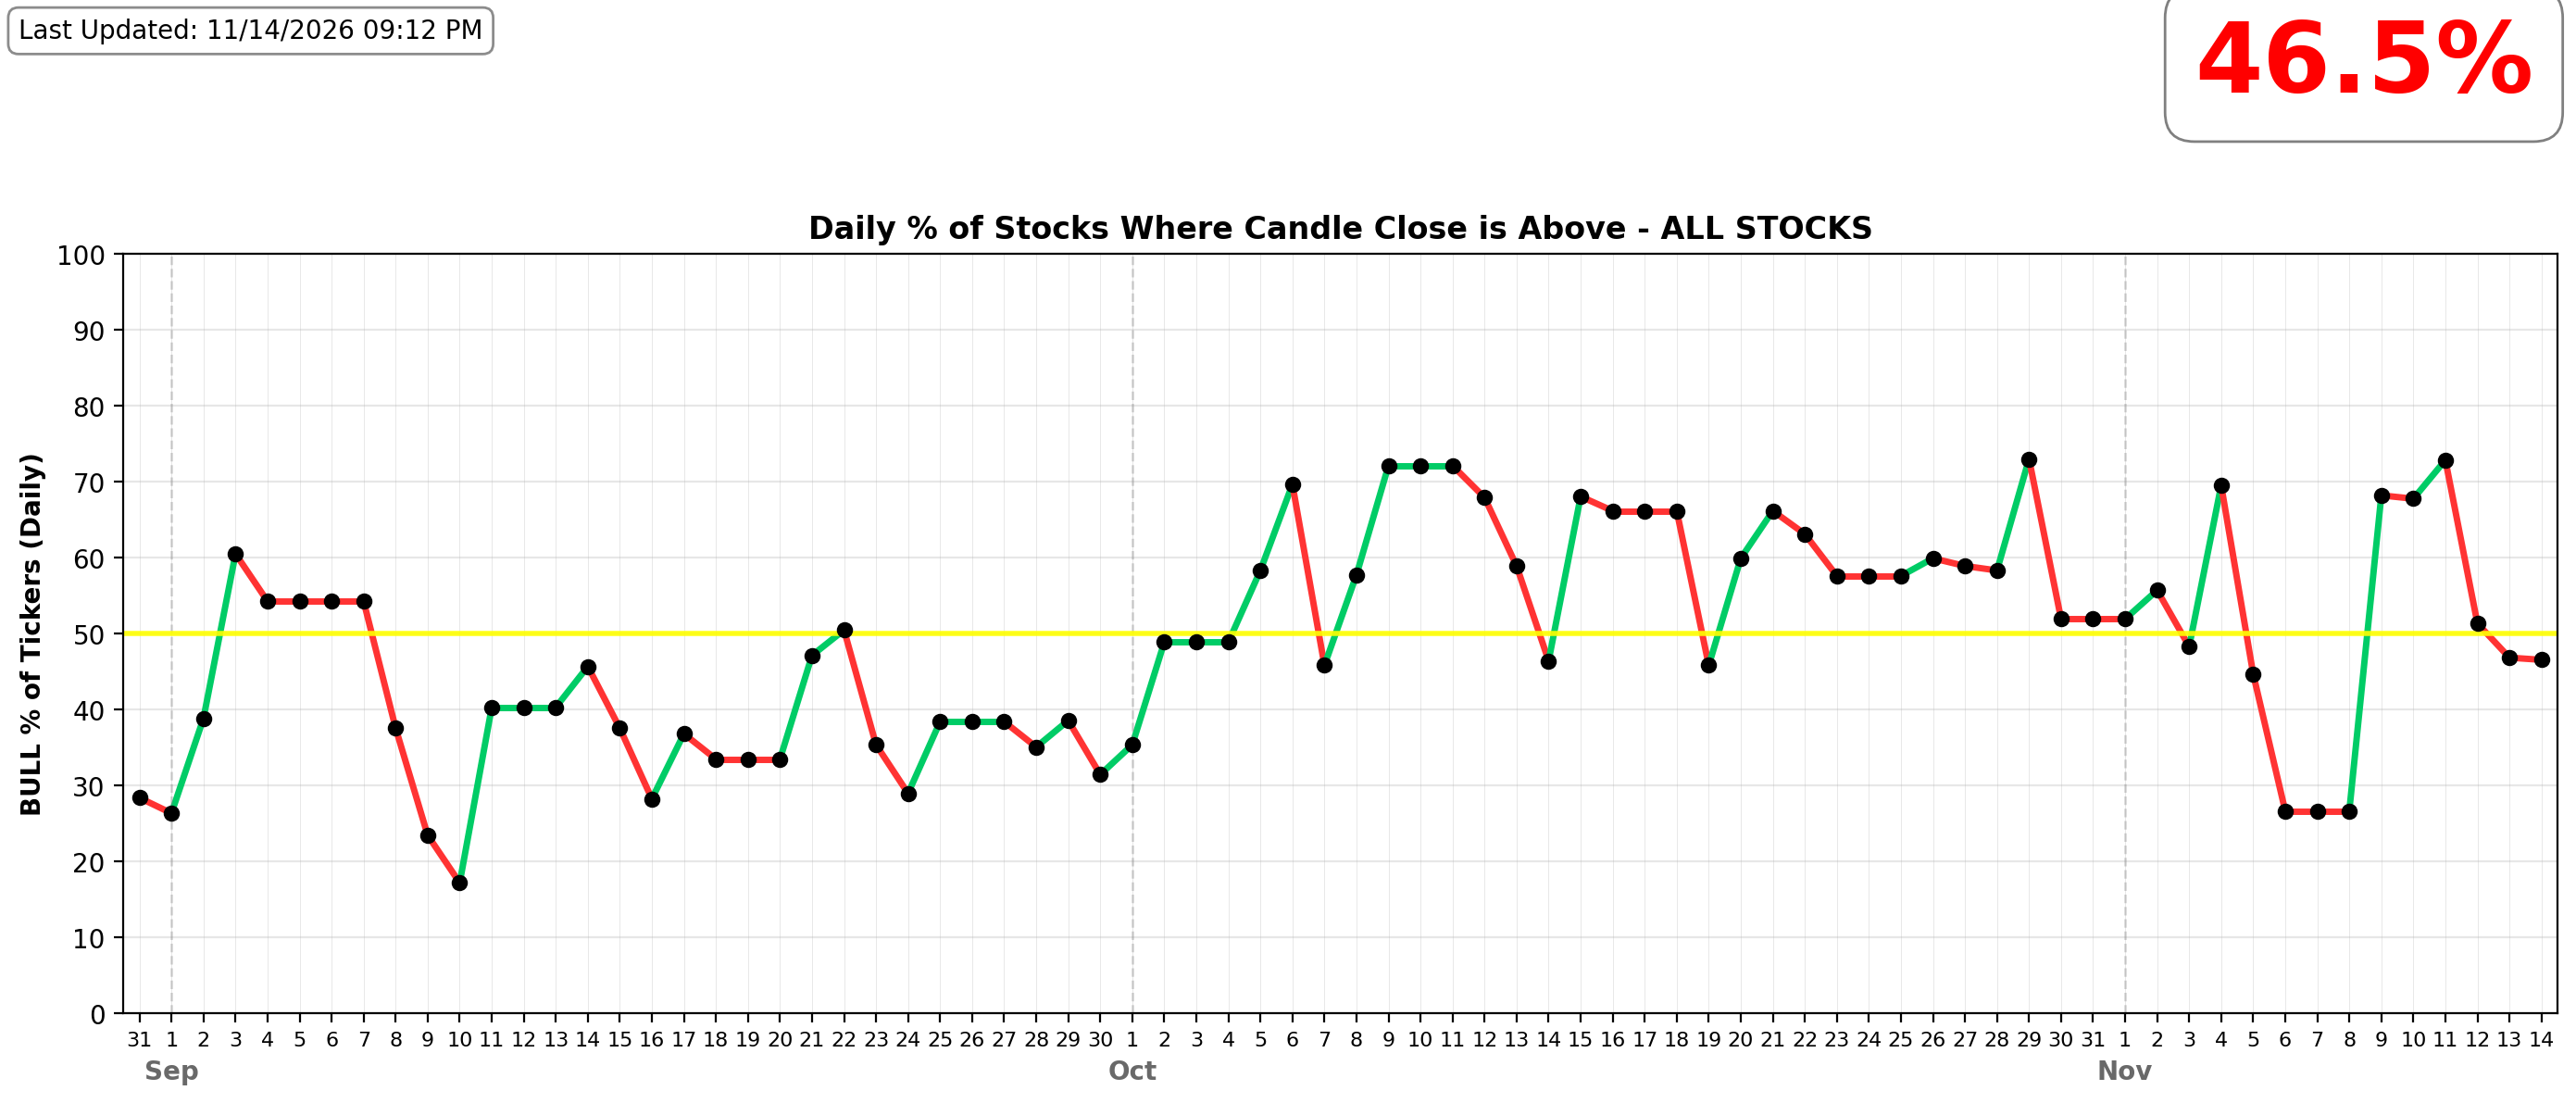 Last Updated: 11/14/2026 09:12 PM
46.5%
Daily % of Stocks Where Candle Close is Above - ALL STOCKS
BULL % of Tickers (Daily)
100
90
80
70
60
50
40
30
20
10
0
31 1 2 3 4 5 6 7 8 9 10 11 12 13 14 15 16 17 18 19 20 21 22 23 24 25 26 27 28 29 30 1 2 3 4 5 6 7 8 9 10 11 12 13 14 15 16 17 18 19 20 21 22 23 24 25 26 27 28 29 30 31 1 2 3 4 5 6 7 8 9 10 11 12 13 14
Sep Oct Nov